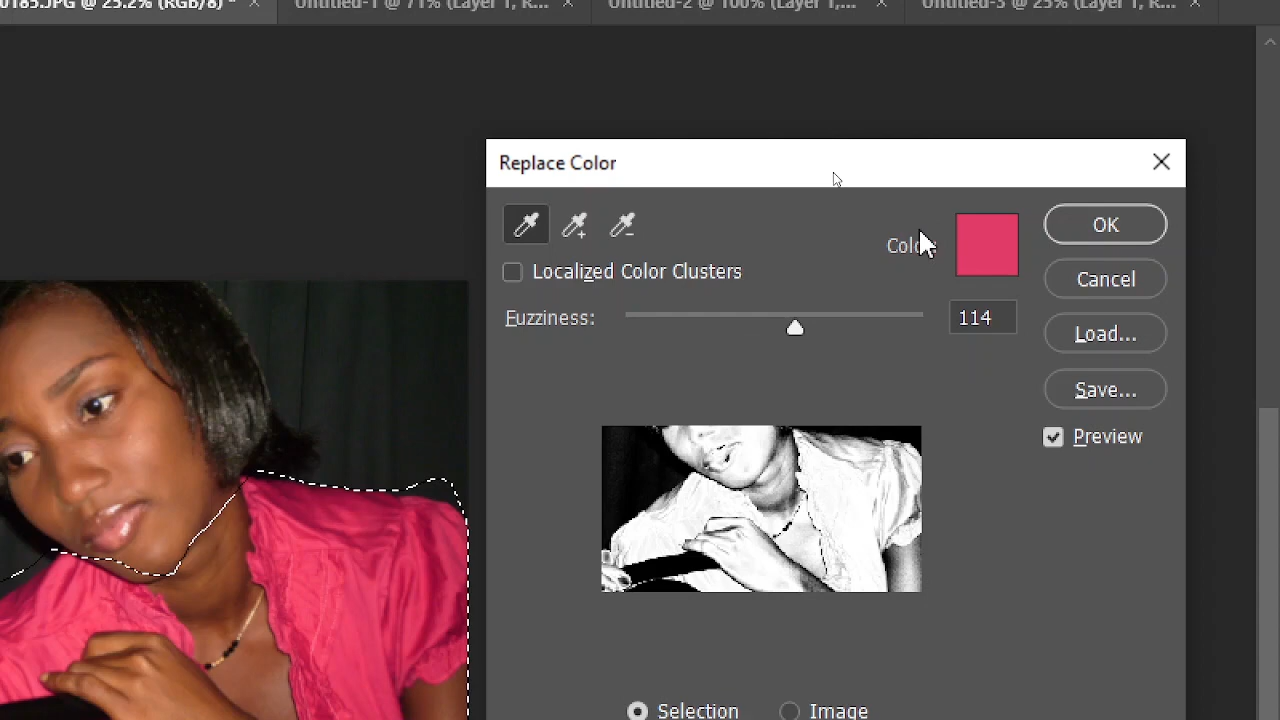 0185.JPG @ 25.2% (RGB/8) *
Untitled-1 @ 71% (Layer 1, R...
Untitled-2 @ 100% (Layer 1,...
Untitled-3 @ 25% (Layer 1, R...
Replace Color
Color:
OK
Localized Color Clusters
Cancel
Fuzziness:
114
Load...
Save...
Preview
Selection
Image